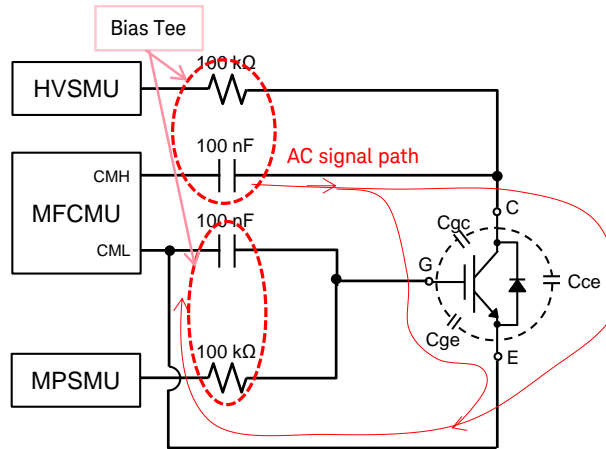 Bias Tee
100 kΩ
HVSMU
100 nF
AC signal path
CMH
MFCMU
100 nF
CML
C
Cgc
G
Cce
Cge
100 kΩ
E
MPSMU